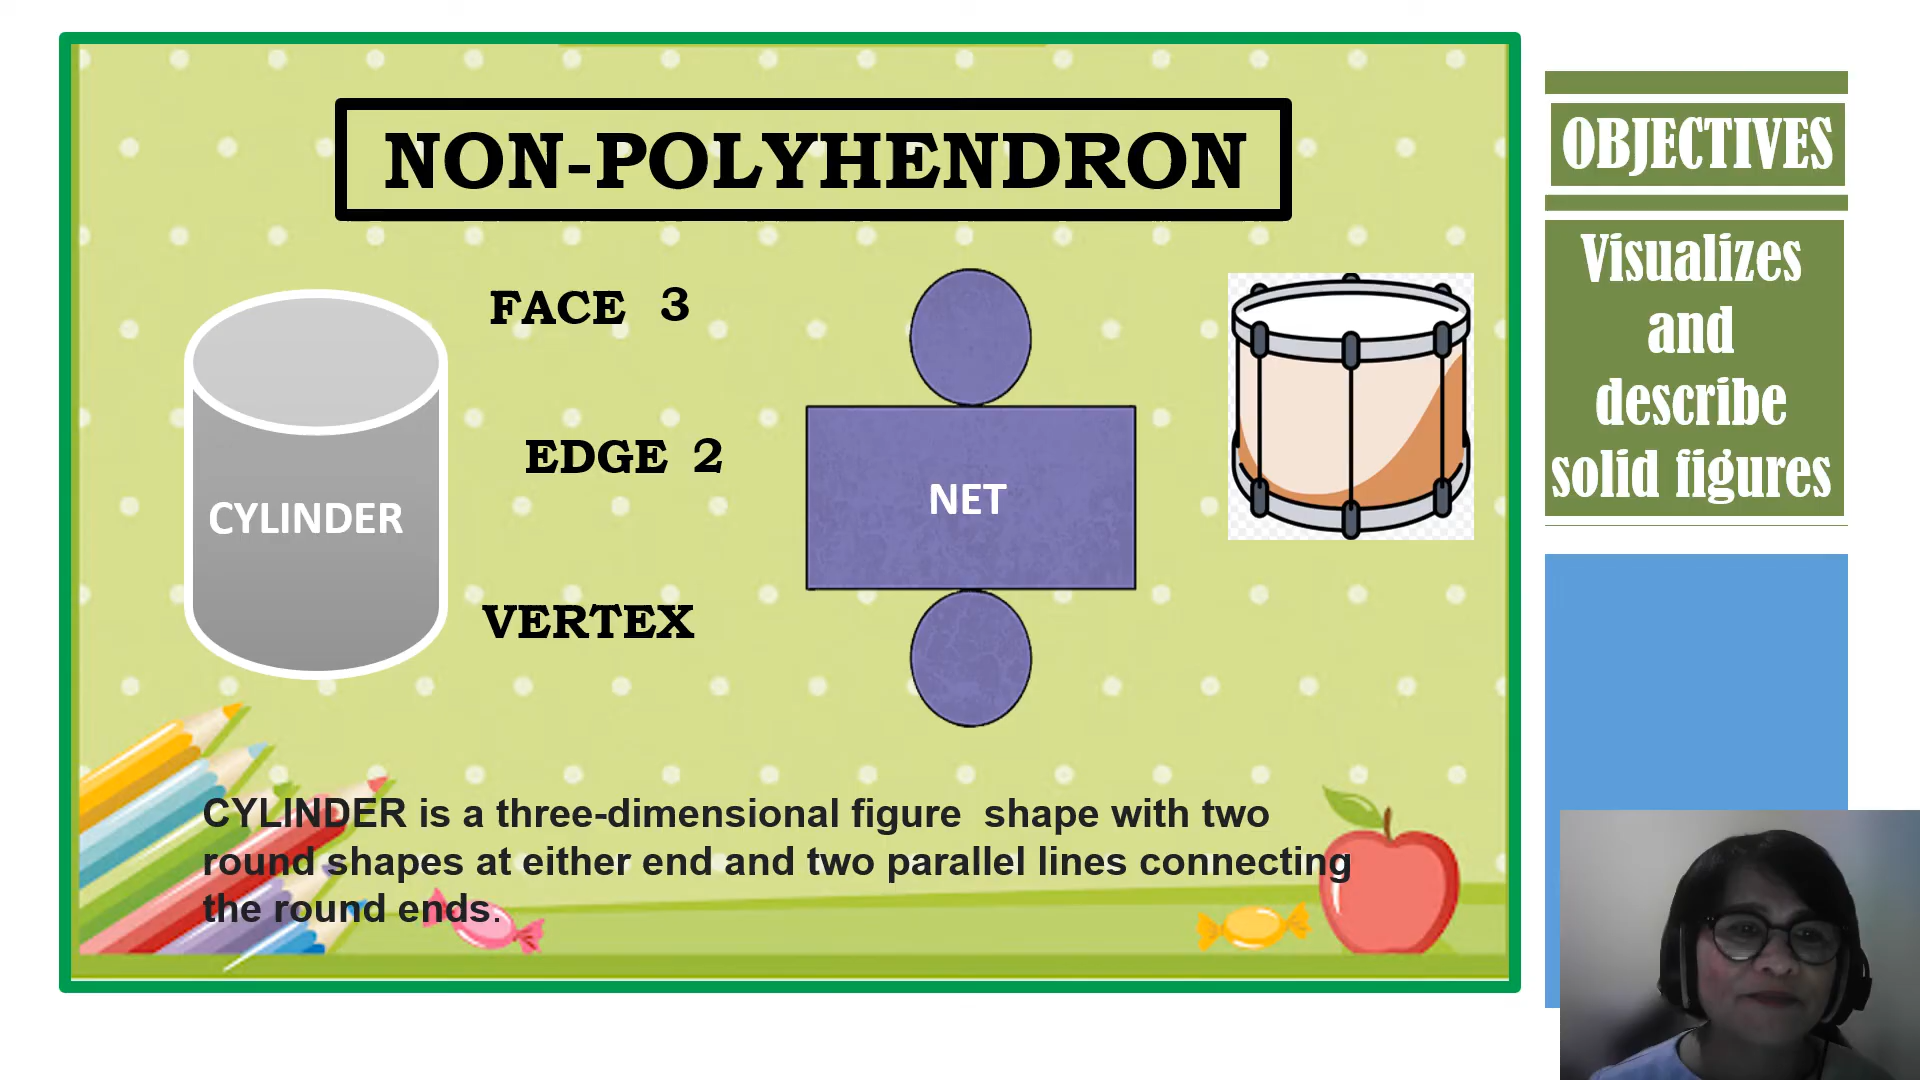 NON-POLYHENDRON
FACE 3
EDGE 2
VERTEX
CYLINDER
NET
CYLINDER is a three-dimensional figure shape with two
round shapes at either end and two parallel lines connecting
the round ends.
OBJECTIVES
Visualizes
and
describe
solid figures